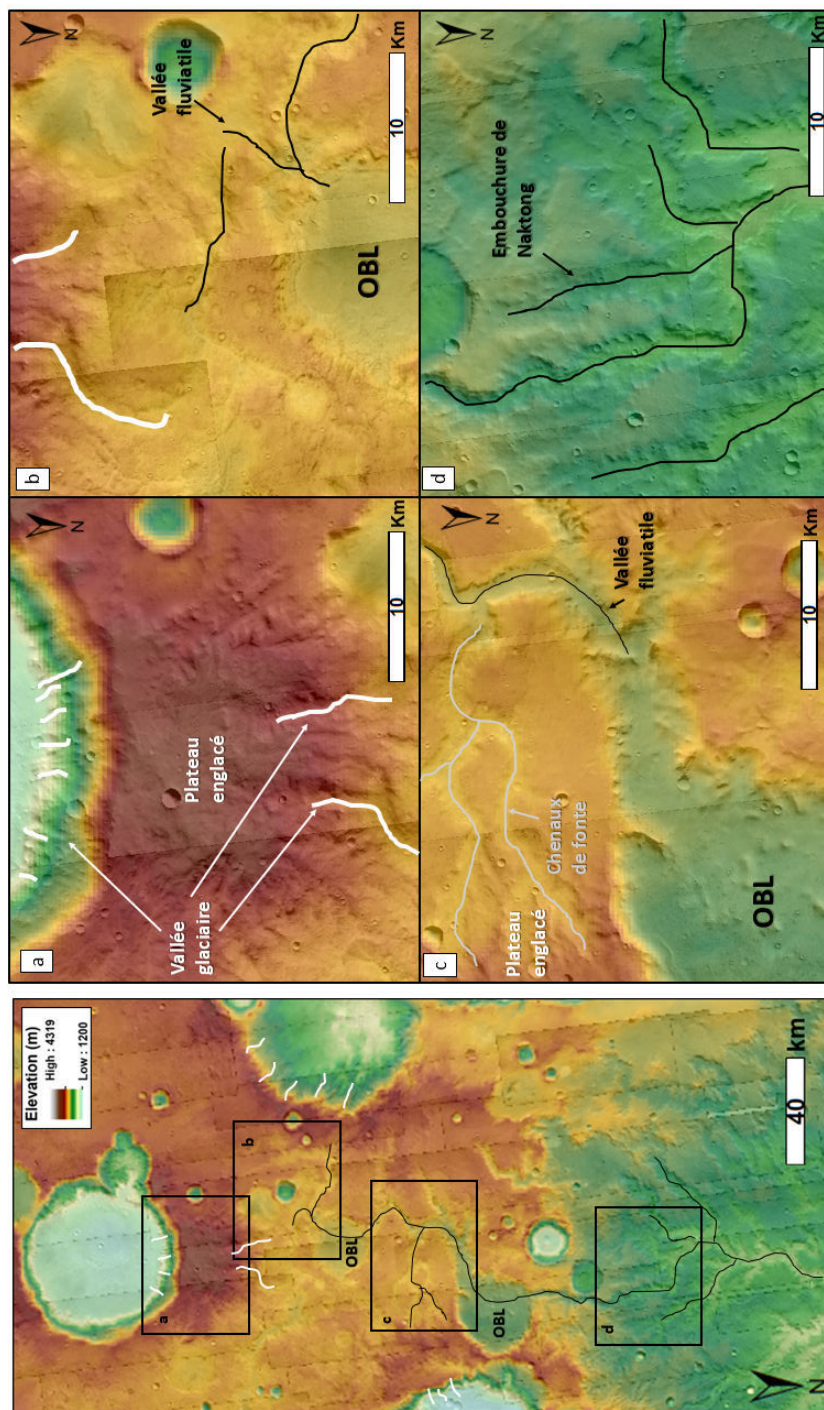 Elevation (m)
High : 4319
Low : 1200
a
b
OBL
c
OBL
d
N
40 km
a
N
Vallée
glaciaire
Plateau
englacé
10
Km
b
N
Vallée
fluviatile
OBL
10
Km
c
N
Plateau
englacé
Chenaux
de fonte
Vallée
fluviatile
OBL
10
Km
d
N
Embouchure de
Naktong
10
Km